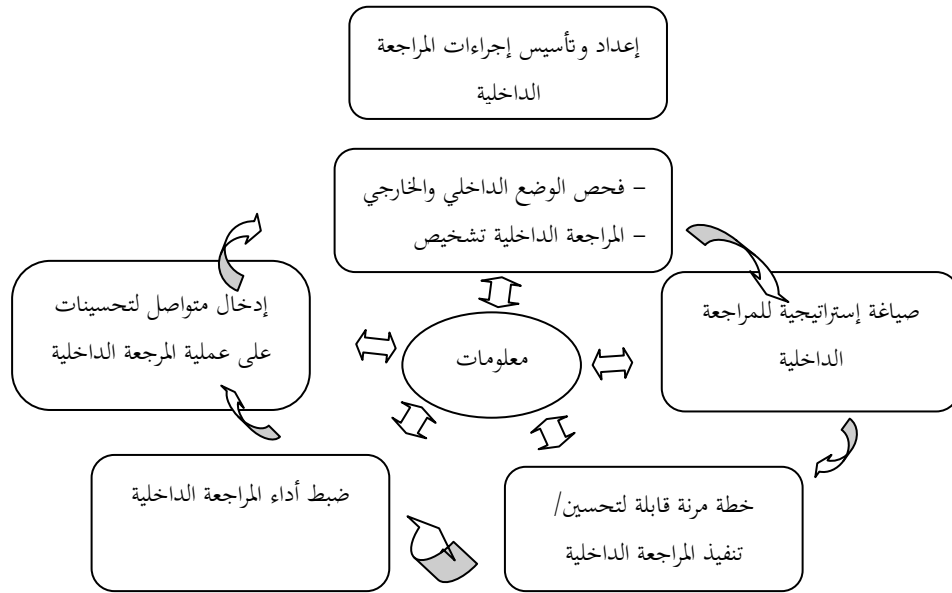 إعداد وتأسيس إجراءات المراجعة
الداخلية
– فحص الوضع الداخلي والخارجي
– المراجعة الداخلية تشخيص
صياغة إستراتيجية للمراجعة
الداخلية
إدخال متواصل لتحسينات
على عملية المرجعة الداخلية
معلومات
خطة مرنة قابلة لتحسين/
تنفيذ المراجعة الداخلية
ضبط أداء المراجعة الداخلية